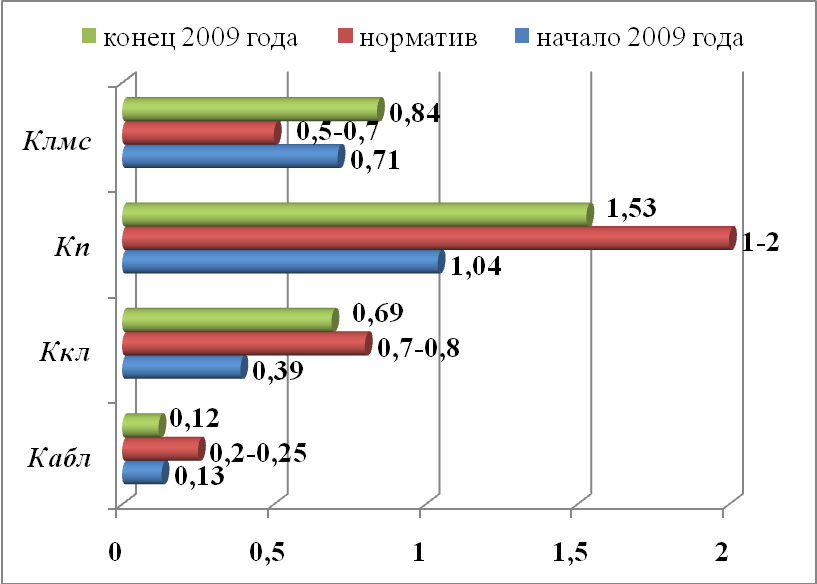 конец 2009 года норматив начало 2009 года
Клмс
0,84
0,5-0,7
0,71
Кп
1,53
1-2
1,04
Ккл
0,69
0,7-0,8
0,39
Кабл
0,12
0,2-0,25
0,13
0 0,5 1 1,5 2